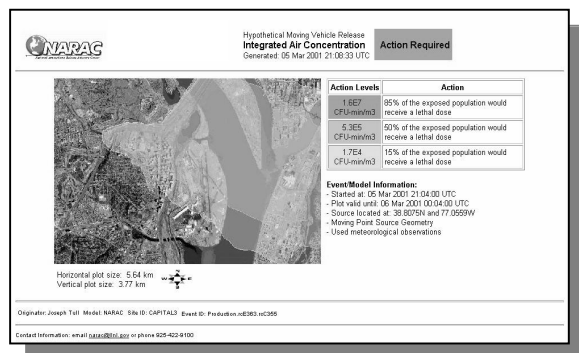 NARAC
Hypothetical Moving Vehicle Release
Integrated Air Concentration
Generated: 05 Mar 2001 21:08:33 UTC
Action Required
Action Levels
Action
1.6E7
CFU-min/m3
85% of the exposed population would
receive a lethal dose
5.3E5
CFU-min/m3
50% of the exposed population would
receive a lethal dose
1.7E4
CFU-min/m3
15% of the exposed population would
receive a lethal dose
Event/Model Information:
- Started at: 05 Mar 2001 21:04:00 UTC
- Plot valid until: 06 Mar 2001 00:04:00 UTC
- Source located at: 38.8075N and 77.0559W
- Moving Point Source Geometry
- Used meteorological observations
Horizontal plot size: 5.64 km
Vertical plot size: 3.77 km
N
W
E
S
Originator: Joseph Tull Model: NARAC Site ID: CAPITAL3 Event ID: Production.rcE363.rcC355
Contact Information: email narac@llnl.gov or phone 925-422-9100